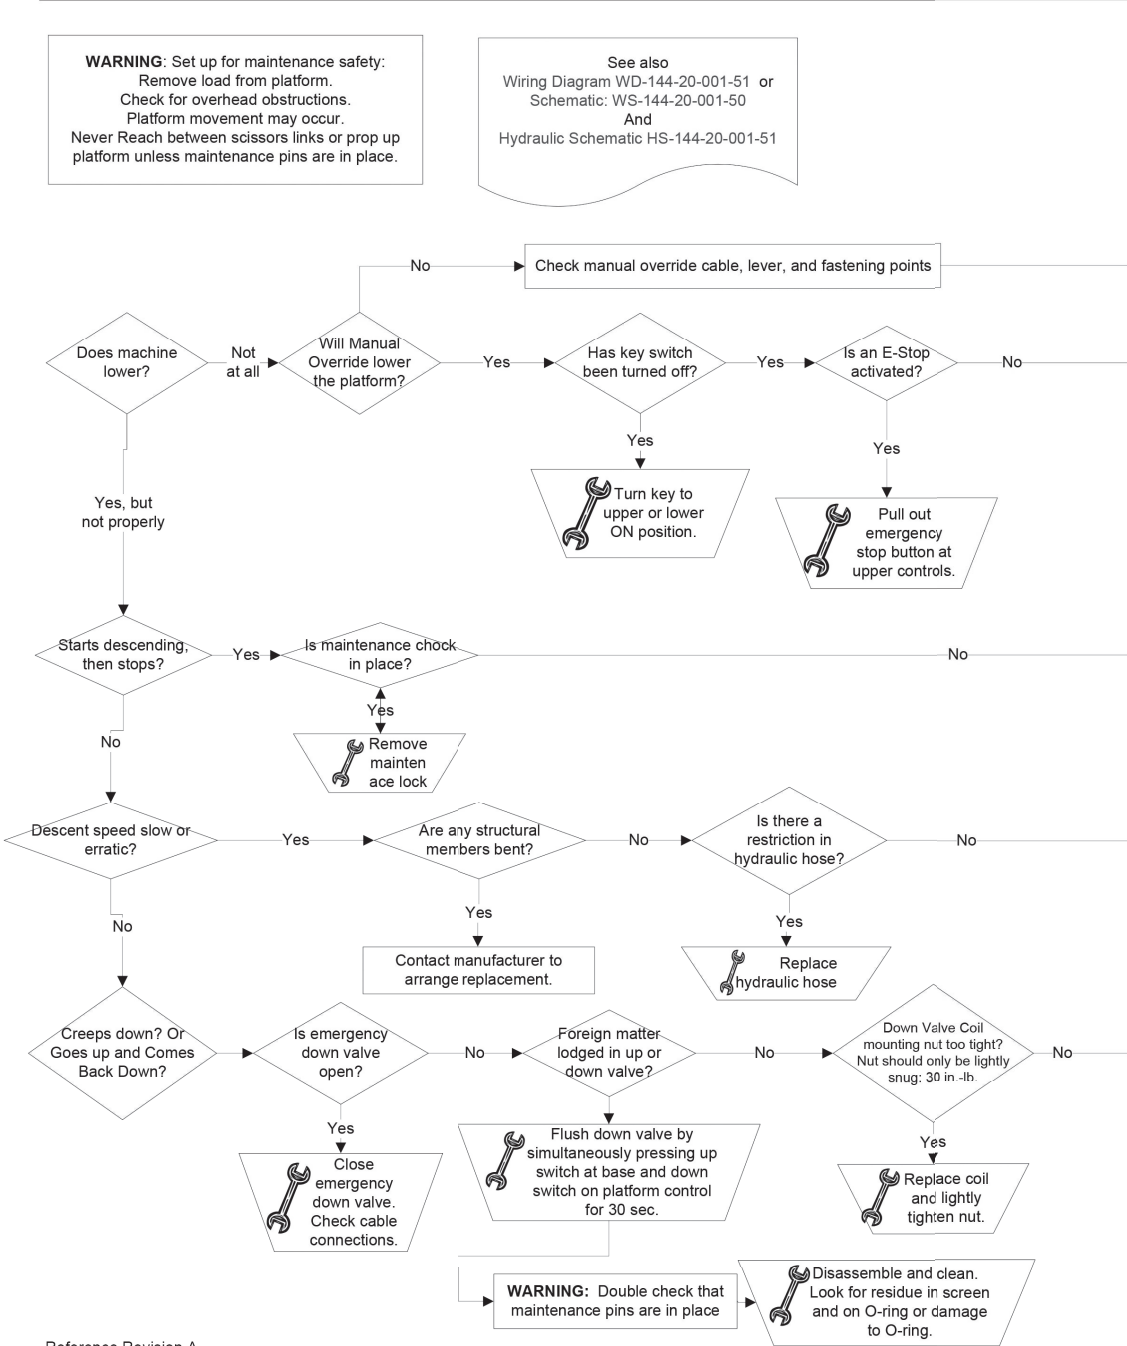 WARNING: Set up for maintenance safety:
Remove load from platform.
Check for overhead obstructions.
Platform movement may occur.
Never Reach between scissors links or prop up
platform unless maintenance pins are in place.
See also
Wiring Diagram WD-144-20-001-51 or
Schematic: WS-144-20-001-50
And
Hydraulic Schematic HS-144-20-001-51
No
Check manual override cable, lever, and fastening points
Does machine
lower?
Not
at all
Will Manual
Override lower
the platform?
Yes
Has key switch
been turned off?
Yes
Is an E-Stop
activated?
No
Yes
Turn key to
upper or lower
ON position.
Yes
Pull out
emergency
stop button at
upper controls.
Yes, but
not properly
Starts descending,
then stops?
Yes
Is maintenance chock
in place?
No
Yes
Remove
mainten
ace lock
No
Descent speed slow or
erratic?
Yes
Are any structural
members bent?
No
Is there a
restriction in
hydraulic hose?
No
Yes
Contact manufacturer to
arrange replacement.
Yes
Replace
hydraulic hose
No
Creeps down? Or
Goes up and Comes
Back Down?
Is emergency
down valve
open?
No
Foreign matter
lodged in up or
down valve?
No
Down Valve Coil
mounting nut too tight?
Nut should only be lightly
snug: 30 in.-lb.
No
Yes
Close
emergency
down valve.
Check cable
connections.
Flush down valve by
simultaneously pressing up
switch at base and down
switch on platform control
for 30 sec.
Yes
Replace coil
and lightly
tighten nut.
WARNING: Double check that
maintenance pins are in place
Disassemble and clean.
Look for residue in screen
and on O-ring or damage
to O-ring.
Reference Revision A